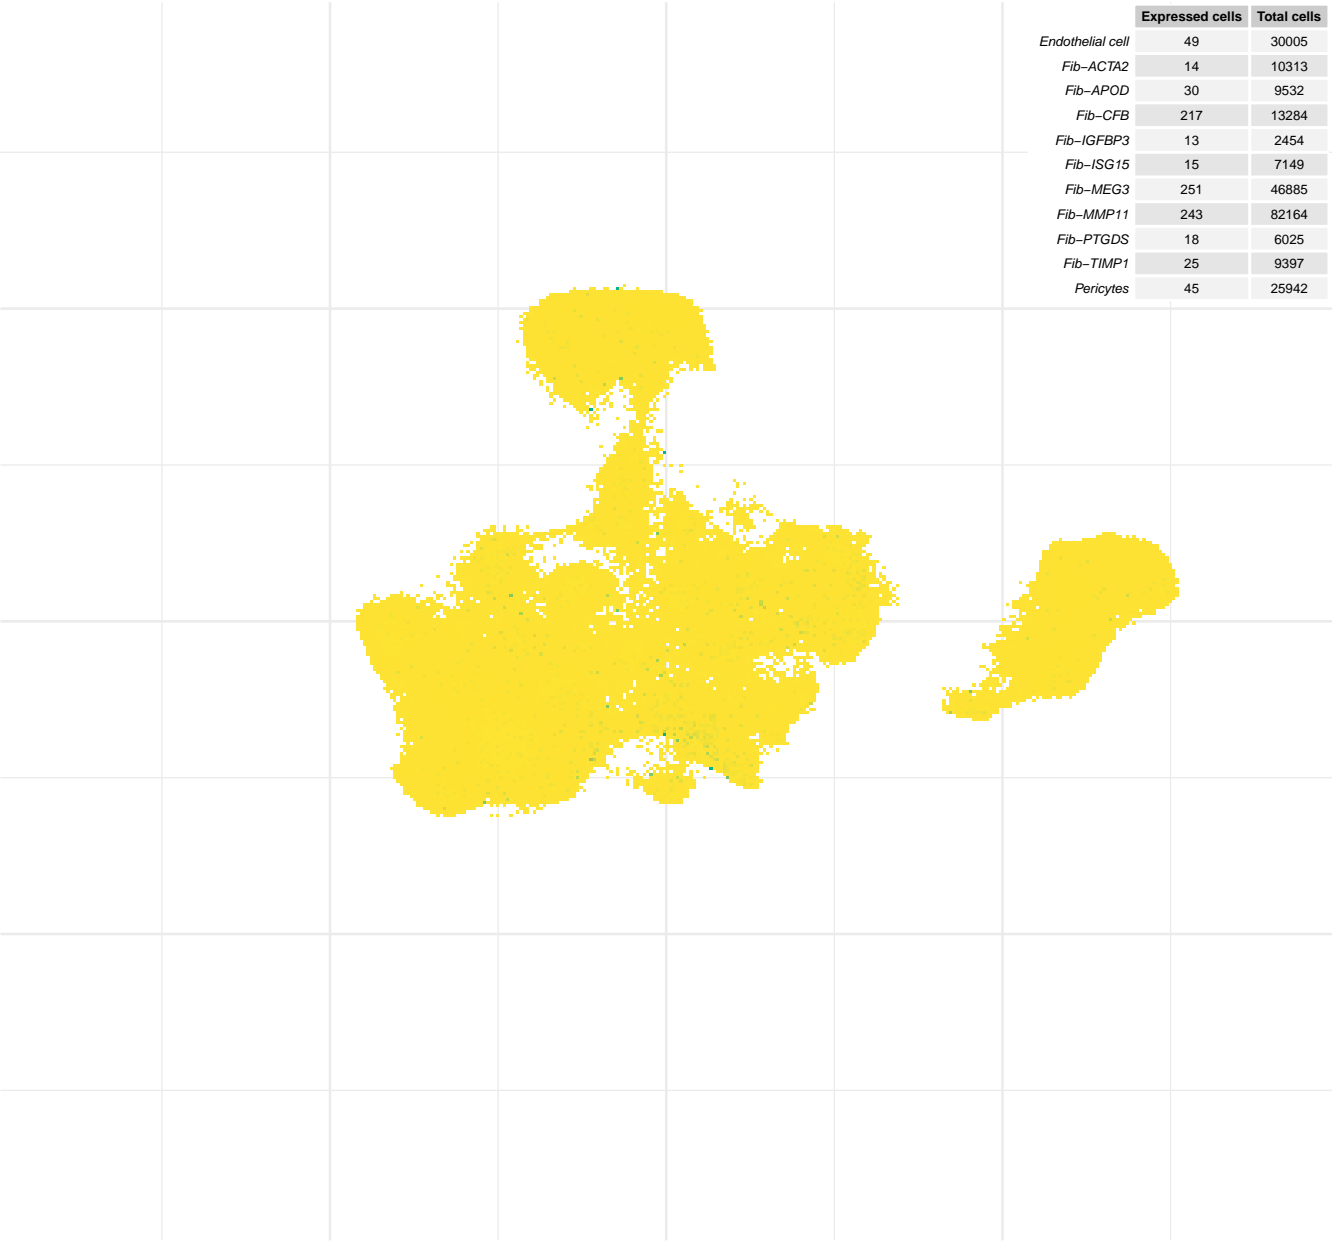 Expressed cells Total cells
Endothelial cell 49 30005
Fib−ACTA2 14 10313
Fib−APOD 30 9532
Fib−CFB 217 13284
Fib−IGFBP3 13 2454
Fib−ISG15 15 7149
Fib−MEG3 251 46885
Fib−MMP11 243 82164
Fib−PTGDS 18 6025
Fib−TIMP1 25 9397
Pericytes 45 25942